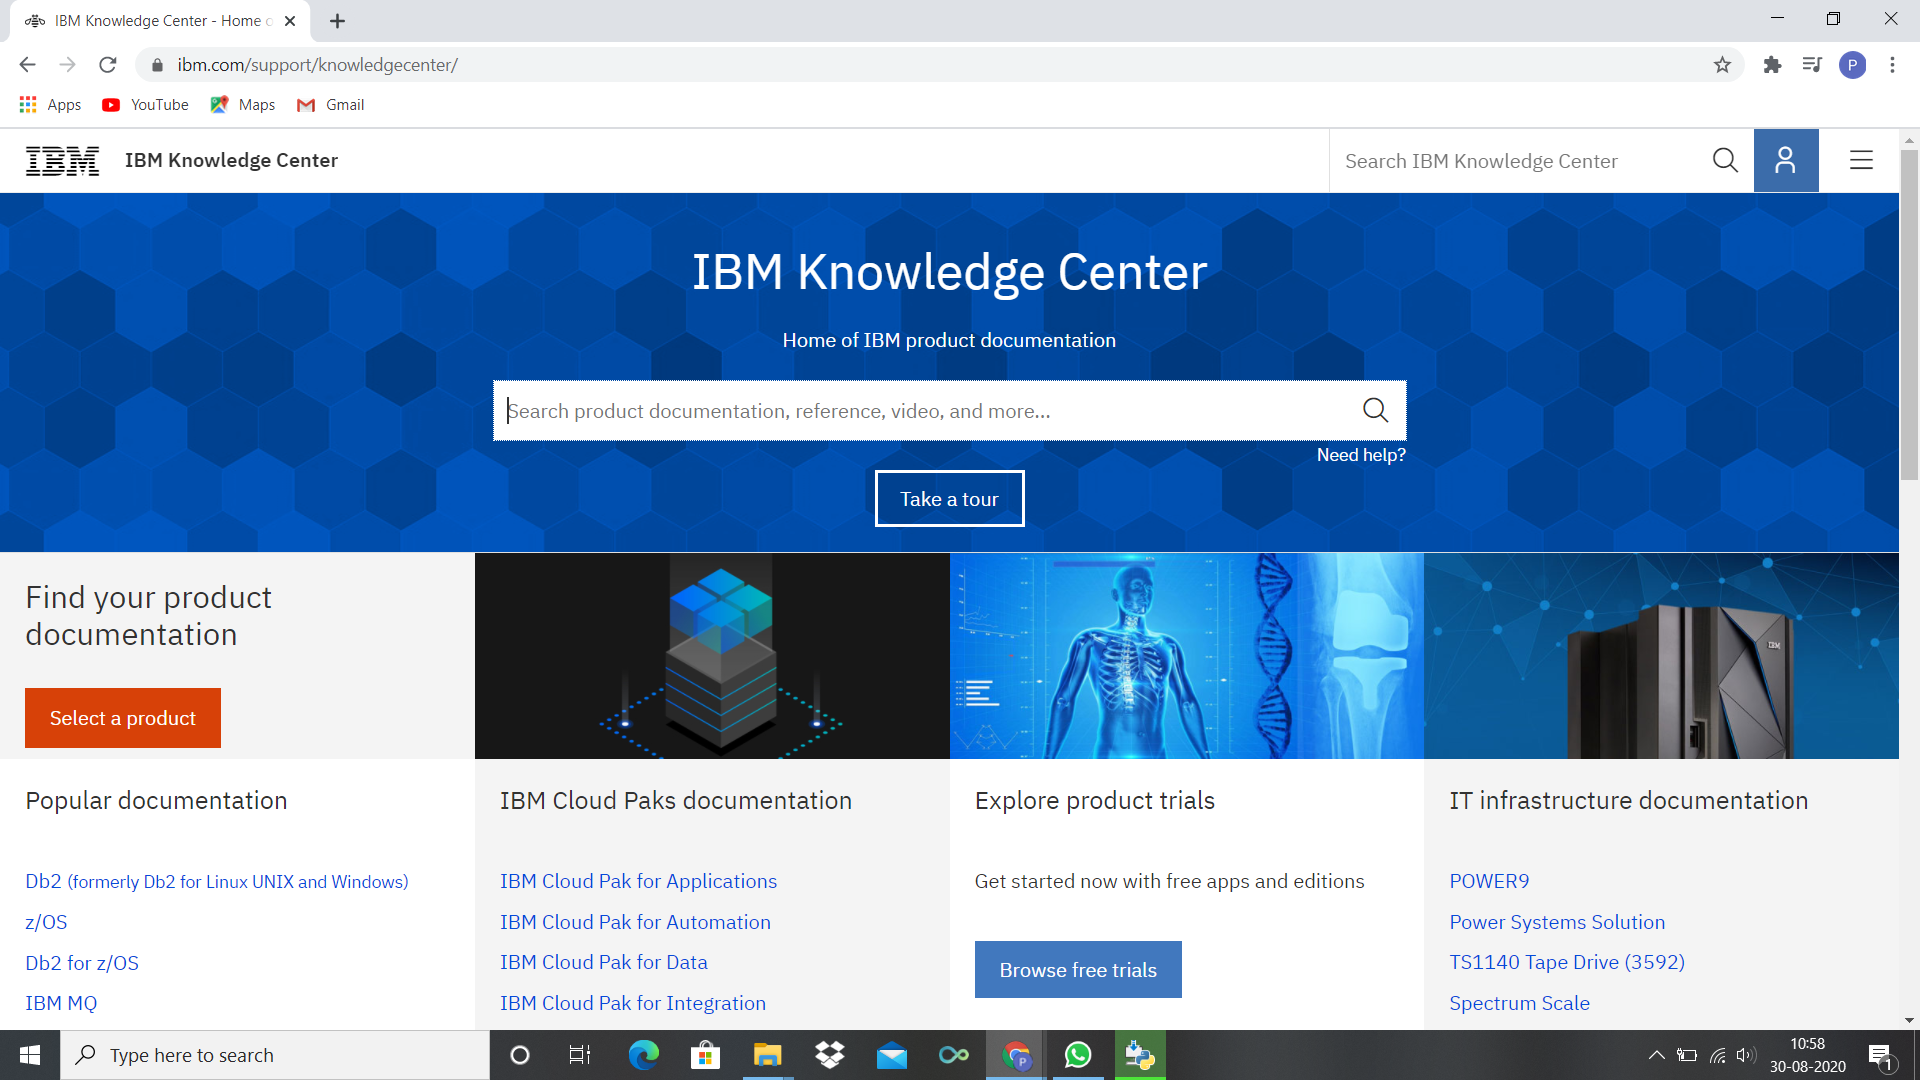 IBM Knowledge Center - Home o
ibm.com/support/knowledgecenter/
P
Apps YouTube Maps Gmail
IBM IBM Knowledge Center Search IBM Knowledge Center
IBM Knowledge Center
Home of IBM product documentation
Search product documentation, reference, video, and more...
Need help?
Take a tour
Find your product
documentation
Select a product
IBM
Popular documentation
Db2 (formerly Db2 for Linux UNIX and Windows)
z/OS
Db2 for z/OS
IBM MQ
IBM Cloud Paks documentation
IBM Cloud Pak for Applications
IBM Cloud Pak for Automation
IBM Cloud Pak for Data
IBM Cloud Pak for Integration
Explore product trials
Get started now with free apps and editions
Browse free trials
IT infrastructure documentation
POWER9
Power Systems Solution
TS1140 Tape Drive (3592)
Spectrum Scale
Type here to search
P
10:58
30-08-2020
1